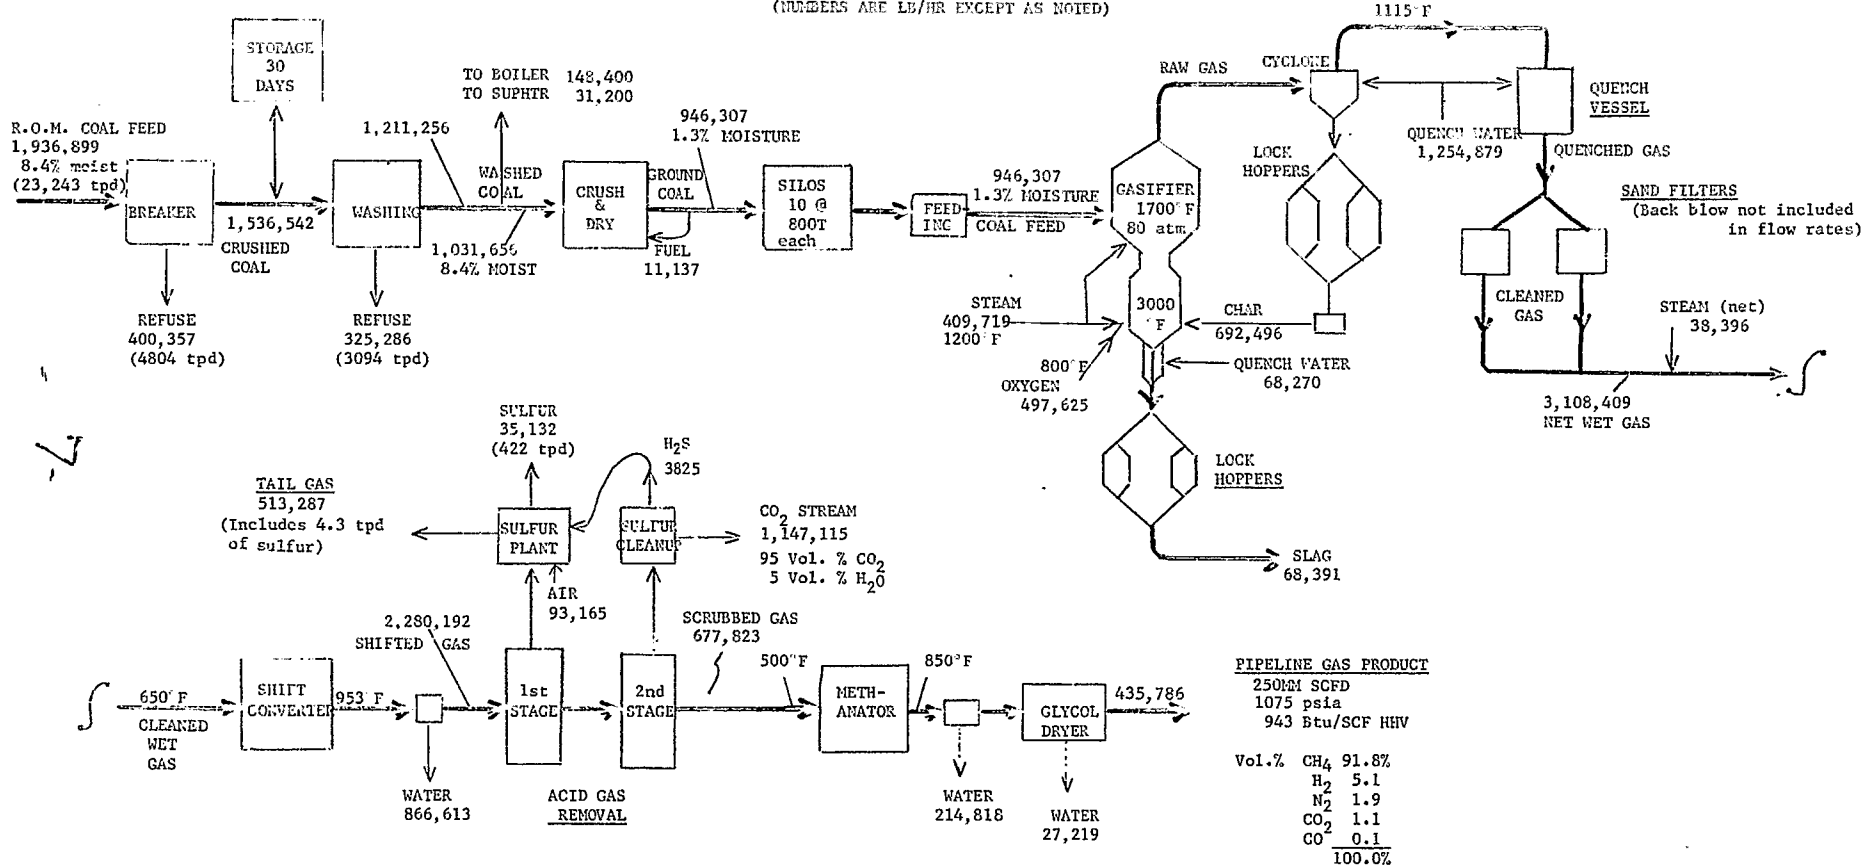 (NUMBERS ARE LB/HR EXCEPT AS NOTED)
STORAGE
30
DAYS
R.O.M. COAL FEED
1,936,899
8.4% moist
(23,243 tpd)
BREAKER
REFUSE
400,357
(4804 tpd)
1,536,542
CRUSHED
COAL
WASHING
REFUSE
325,286
(3094 tpd)
1,211,256
TO BOILER 148,400
TO SUPHTR 31,200
WASHED
COAL
1,031,656
8.4% MOIST
CRUSH
&
DRY
GROUND
COAL
FUEL
11,137
946,307
1.3% MOISTURE
SILOS
10 @
800T
each
FEED-
ING
946,307
1.3% MOISTURE
COAL FEED
GASIFIER
1700°F
80 atm
3000
°F
STEAM
409,719
1200°F
800°F
OXYGEN
497,625
RAW GAS
CYCLONE
1115°F
LOCK
HOPPERS
CHAR
692,496
QUENCH WATER
68,270
LOCK
HOPPERS
SLAG
68,391
QUENCH WATER
1,254,879
QUENCH
VESSEL
QUENCHED GAS
SAND FILTERS
(Back blow not included
in flow rates)
CLEANED
GAS
STEAM (net)
38,396
3,108,409
NET WET GAS
650°F
CLEANED
WET
GAS
SHIFT
CONVERTER
953°F
WATER
866,613
2,280,192
SHIFTED GAS
1st
STAGE
2nd
STAGE
ACID GAS
REMOVAL
TAIL GAS
513,287
(Includes 4.3 tpd
of sulfur)
SULFUR
35,132
(422 tpd)
SULFUR
PLANT
AIR
93,165
H2S
3825
SULFUR
CLEANUP
CO2 STREAM
1,147,115
95 Vol. % CO2
5 Vol. % H2O
SCRUBBED GAS
677,823
500°F
METH-
ANATOR
850°F
WATER
214,818
GLYCOL
DRYER
WATER
27,219
435,786
PIPELINE GAS PRODUCT
250MM SCFD
1075 psia
943 Btu/SCF HHV
Vol.% CH4 91.8%
H2 5.1
N2 1.9
CO2 1.1
CO 0.1
100.0%